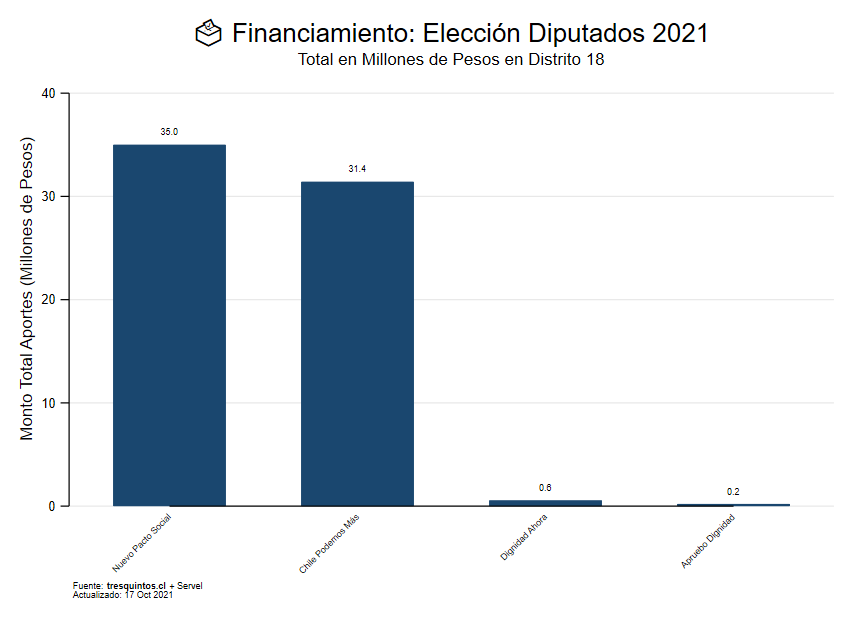 Financiamiento: Elección Diputados 2021
Total en Millones de Pesos en Distrito 18
Monto Total Aportes (Millones de Pesos)
40
30
20
10
0
35.0
31.4
0.6
0.2
Nuevo Pacto Social
Chile Podemos Más
Dignidad Ahora
Apruebo Dignidad
Fuente: tresquintos.cl + Servel
Actualizado: 17 Oct 2021